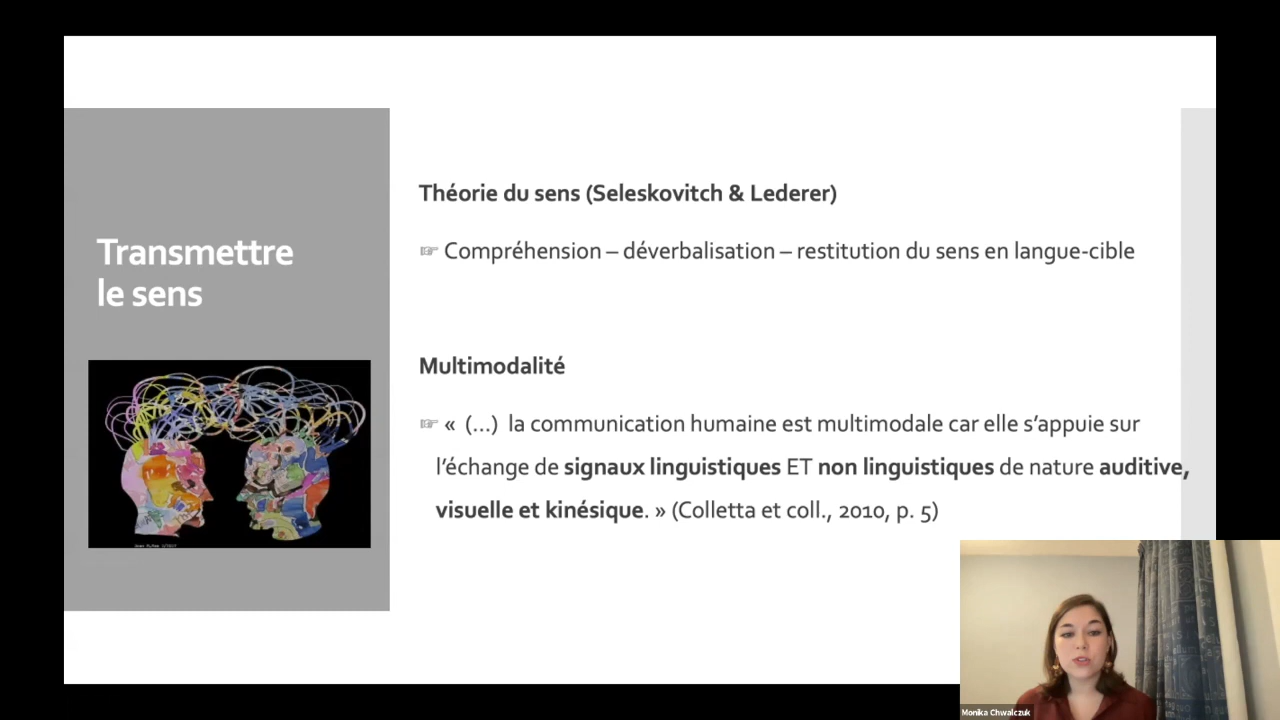 Transmettre
le sens
Théorie du sens (Seleskovitch & Lederer)
☞ Compréhension – déverbalisation – restitution du sens en langue-cible
Multimodalité
☞ « (…) la communication humaine est multimodale car elle s’appuie sur
l’échange de signaux linguistiques ET non linguistiques de nature auditive,
visuelle et kinésique. » (Colletta et coll., 2010, p. 5)
Monika Chwalczuk